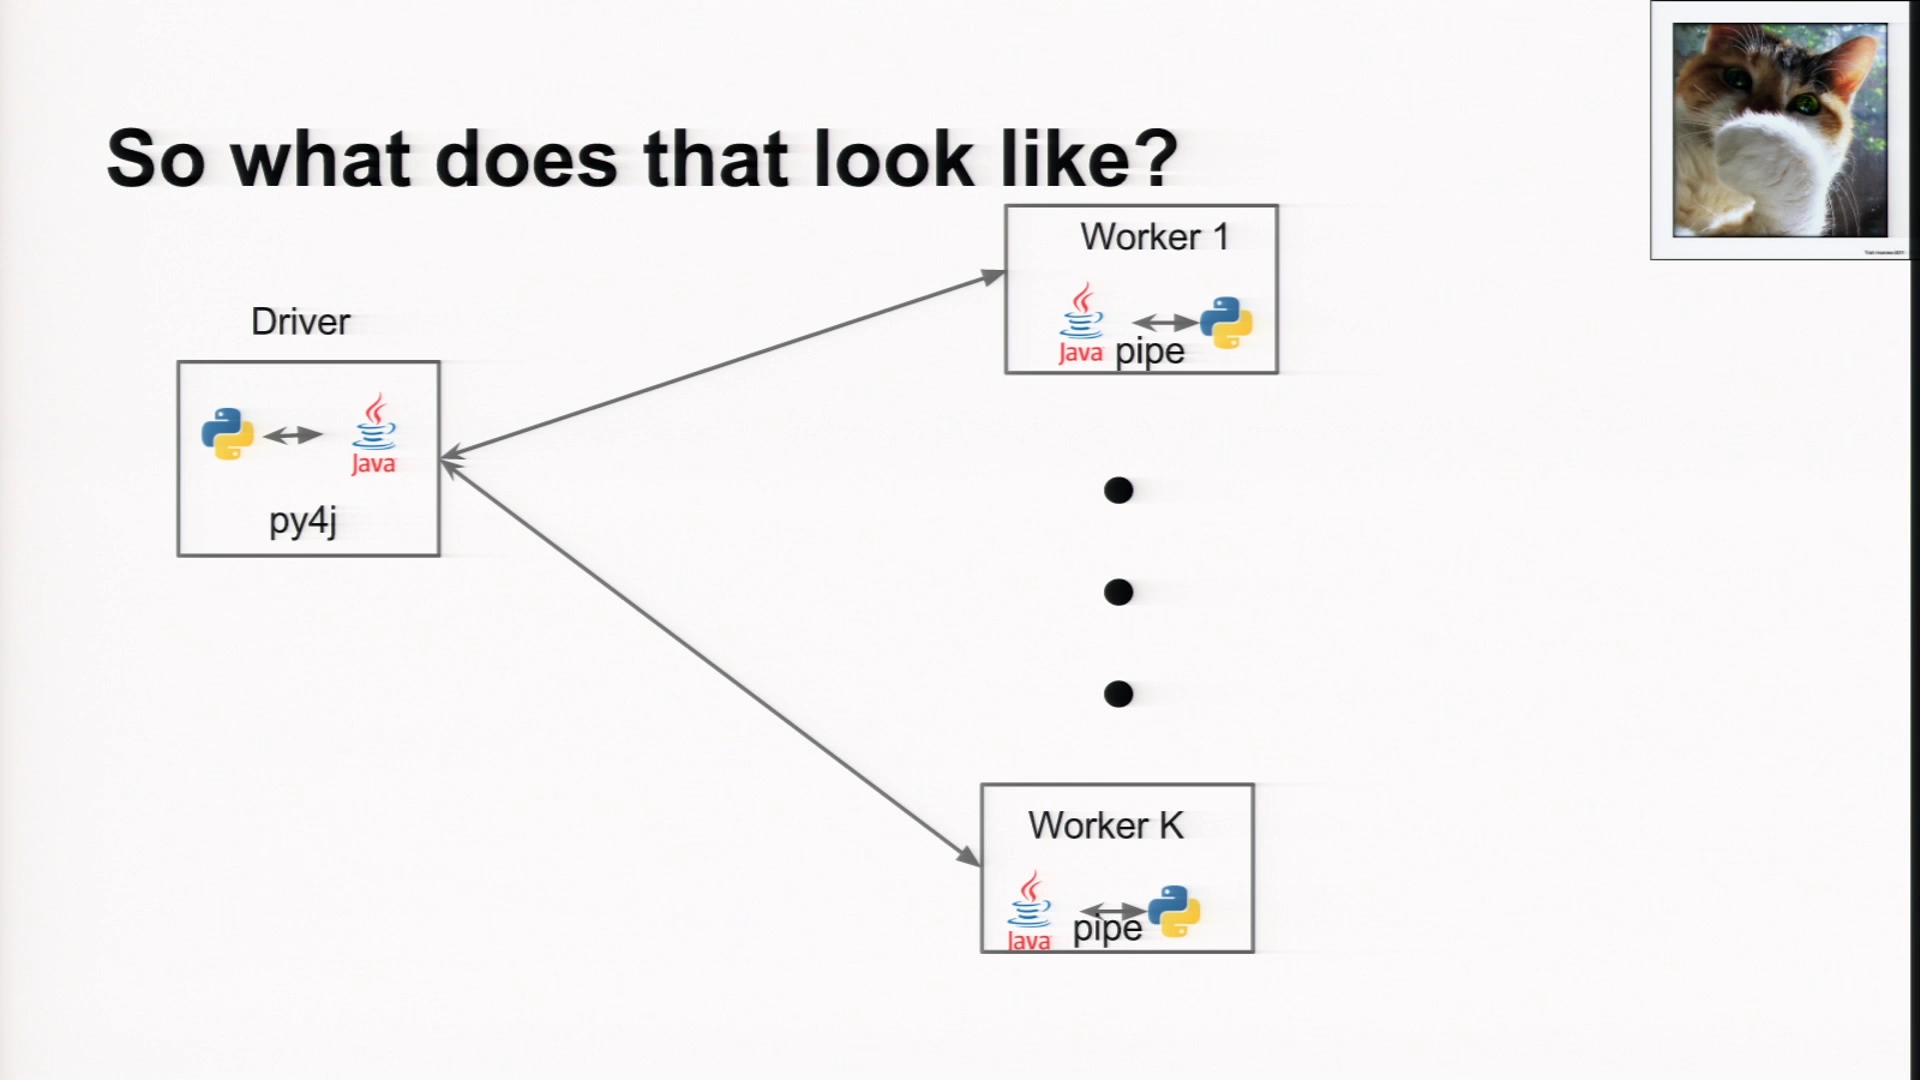 So what does that look like?
Driver
Java
py4j
Worker 1
Java
pipe
Worker K
Java
pipe